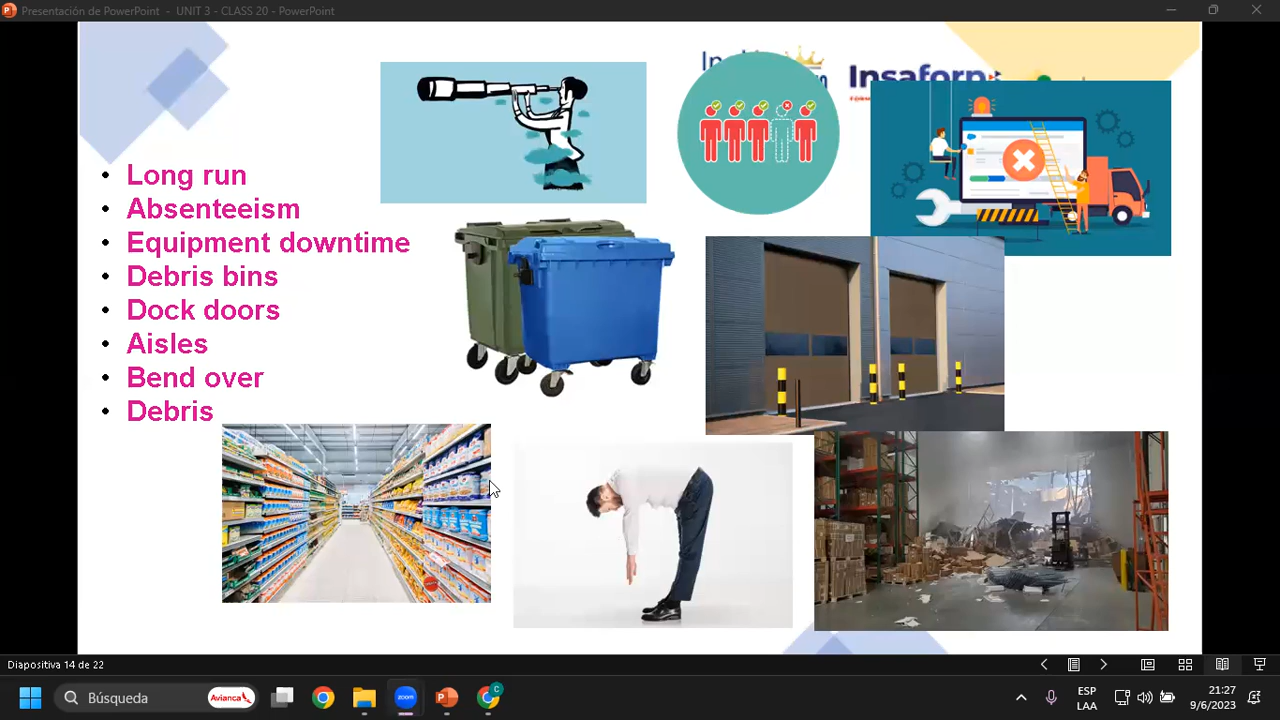 Presentación de PowerPoint - UNIT 3 - CLASS 20 - PowerPoint
Insaforp
• Long run
• Absenteeism
• Equipment downtime
• Debris bins
• Dock doors
• Aisles
• Bend over
• Debris
Diapositiva 14 de 22
Búsqueda
Avianca
zoom
C
ESP
LAA
21:27
9/6/2023